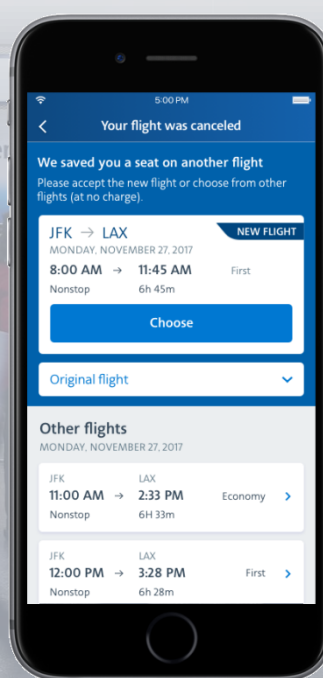 5:00 PM
Your flight was canceled
We saved you a seat on another flight
Please accept the new flight or choose from other
flights (at no charge).
JFK → LAX NEW FLIGHT
MONDAY, NOVEMBER 27, 2017
8:00 AM → 11:45 AM First
Nonstop 6h 45m
Choose
Original flight
Other flights
MONDAY, NOVEMBER 27, 2017
JFK LAX
11:00 AM → 2:33 PM Economy
Nonstop 6H 33m
JFK LAX
12:00 PM → 3:28 PM First
Nonstop 6h 28m